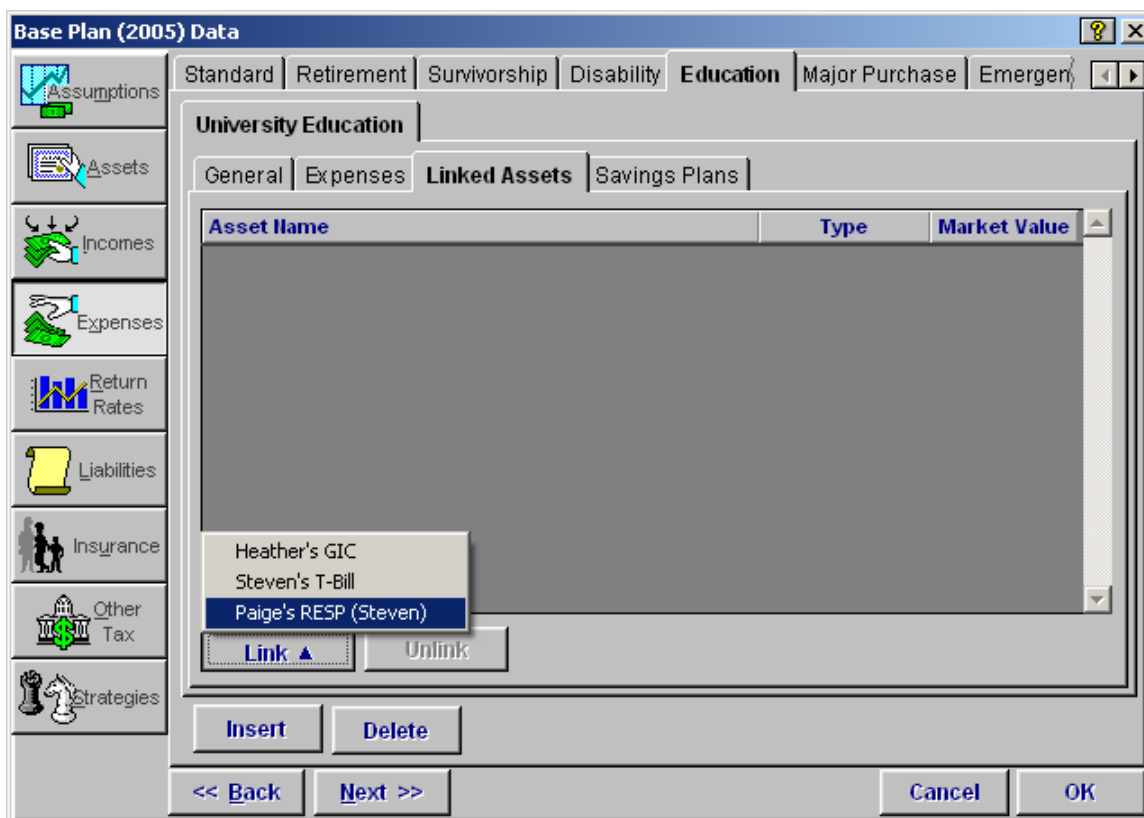 Base Plan (2005) Data
Assumptions
Assets
Incomes
Expenses
Return
Rates
Liabilities
Insurance
Other
Tax
Strategies
Standard Retirement Survivorship Disability Education Major Purchase Emergen
University Education
General Expenses Linked Assets Savings Plans
Asset Name Type Market Value
Heather's GIC
Steven's T-Bill
Paige's RESP (Steven)
Link ▲ Unlink
Insert Delete
<< Back Next >> Cancel OK